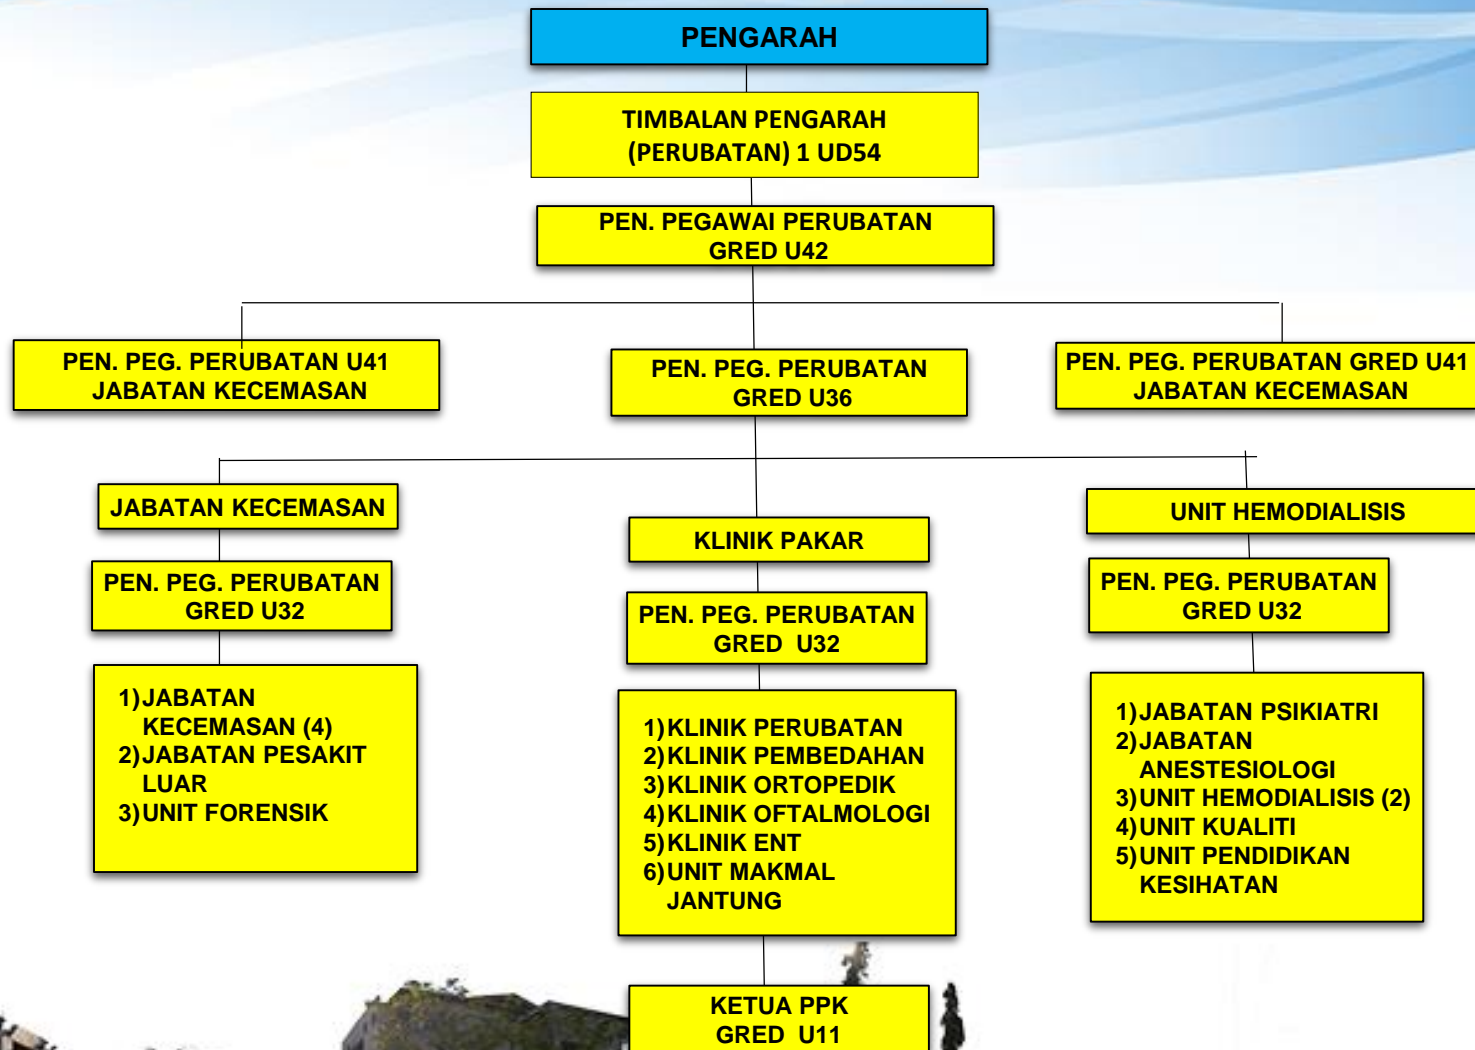 PENGARAH
TIMBALAN PENGARAH
(PERUBATAN) 1 UD54
PEN. PEGAWAI PERUBATAN
GRED U42
PEN. PEG. PERUBATAN U41
JABATAN KECEMASAN
PEN. PEG. PERUBATAN
GRED U36
PEN. PEG. PERUBATAN GRED U41
JABATAN KECEMASAN
JABATAN KECEMASAN
PEN. PEG. PERUBATAN
GRED U32
1)JABATAN
KECEMASAN (4)
2)JABATAN PESAKIT
LUAR
3)UNIT FORENSIK
KLINIK PAKAR
PEN. PEG. PERUBATAN
GRED U32
1)KLINIK PERUBATAN
2)KLINIK PEMBEDAHAN
3)KLINIK ORTOPEDIK
4)KLINIK OFTALMOLOGI
5)KLINIK ENT
6)UNIT MAKMAL
JANTUNG
KETUA PPK
GRED U11
UNIT HEMODIALISIS
PEN. PEG. PERUBATAN
GRED U32
1)JABATAN PSIKIATRI
2)JABATAN
ANESTESIOLOGI
3)UNIT HEMODIALISIS (2)
4)UNIT KUALITI
5)UNIT PENDIDIKAN
KESIHATAN